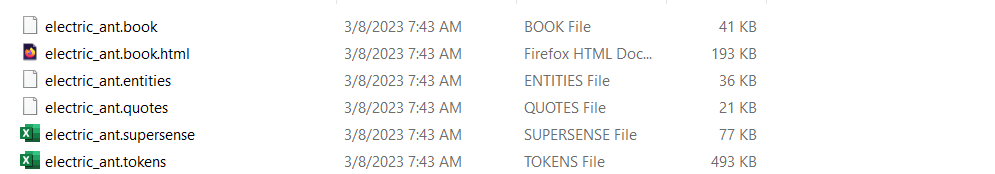 electric_ant.book 3/8/2023 7:43 AM BOOK File 41 KB
electric_ant.book.html 3/8/2023 7:43 AM Firefox HTML Doc... 193 KB
electric_ant.entities 3/8/2023 7:43 AM ENTITIES File 36 KB
electric_ant.quotes 3/8/2023 7:43 AM QUOTES File 21 KB
electric_ant.supersense 3/8/2023 7:43 AM SUPERSENSE File 77 KB
electric_ant.tokens 3/8/2023 7:43 AM TOKENS File 493 KB